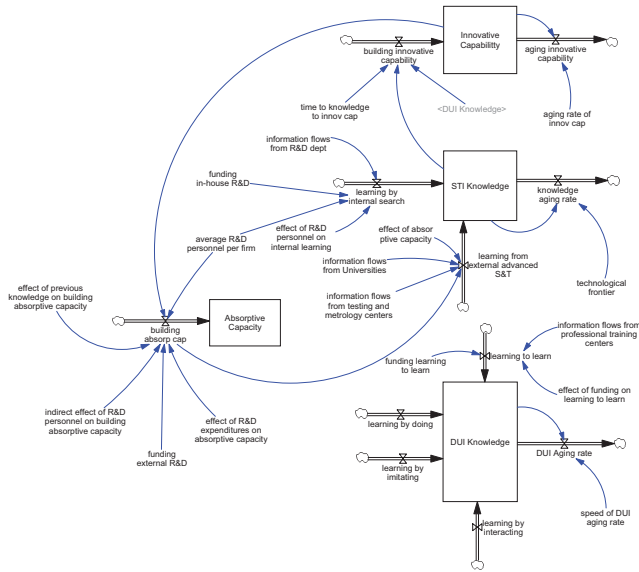 Innovative
Capability
building innovative
capability
aging innovative
capability
time to knowledge
to innov cap
<DUI Knowledge>
aging rate of
innov cap
information flows
from R&D dept
funding
in-house R&D
learning by
internal search
STI Knowledge
knowledge
aging rate
average R&D
personnel per firm
effect of R&D
personnel on
internal learning
effect of absor
ptive capacity
information flows
from Universities
learning from
external advanced
S&T
technological
frontier
information flows
from testing and
metrology centers
effect of previous
knowledge on building
absorptive capacity
building
absorp cap
Absorptive
Capacity
information flows from
professional training
centers
funding learning
to learn
learning to learn
effect of funding on
learning to learn
indirect effect of R&D
personnel on building
absorptive capacity
effect of R&D
expenditures on
absorptive capacity
funding
external R&D
learning by doing
DUI Knowledge
DUI Aging rate
learning by
imitating
speed of DUI
aging rate
learning by
interacting